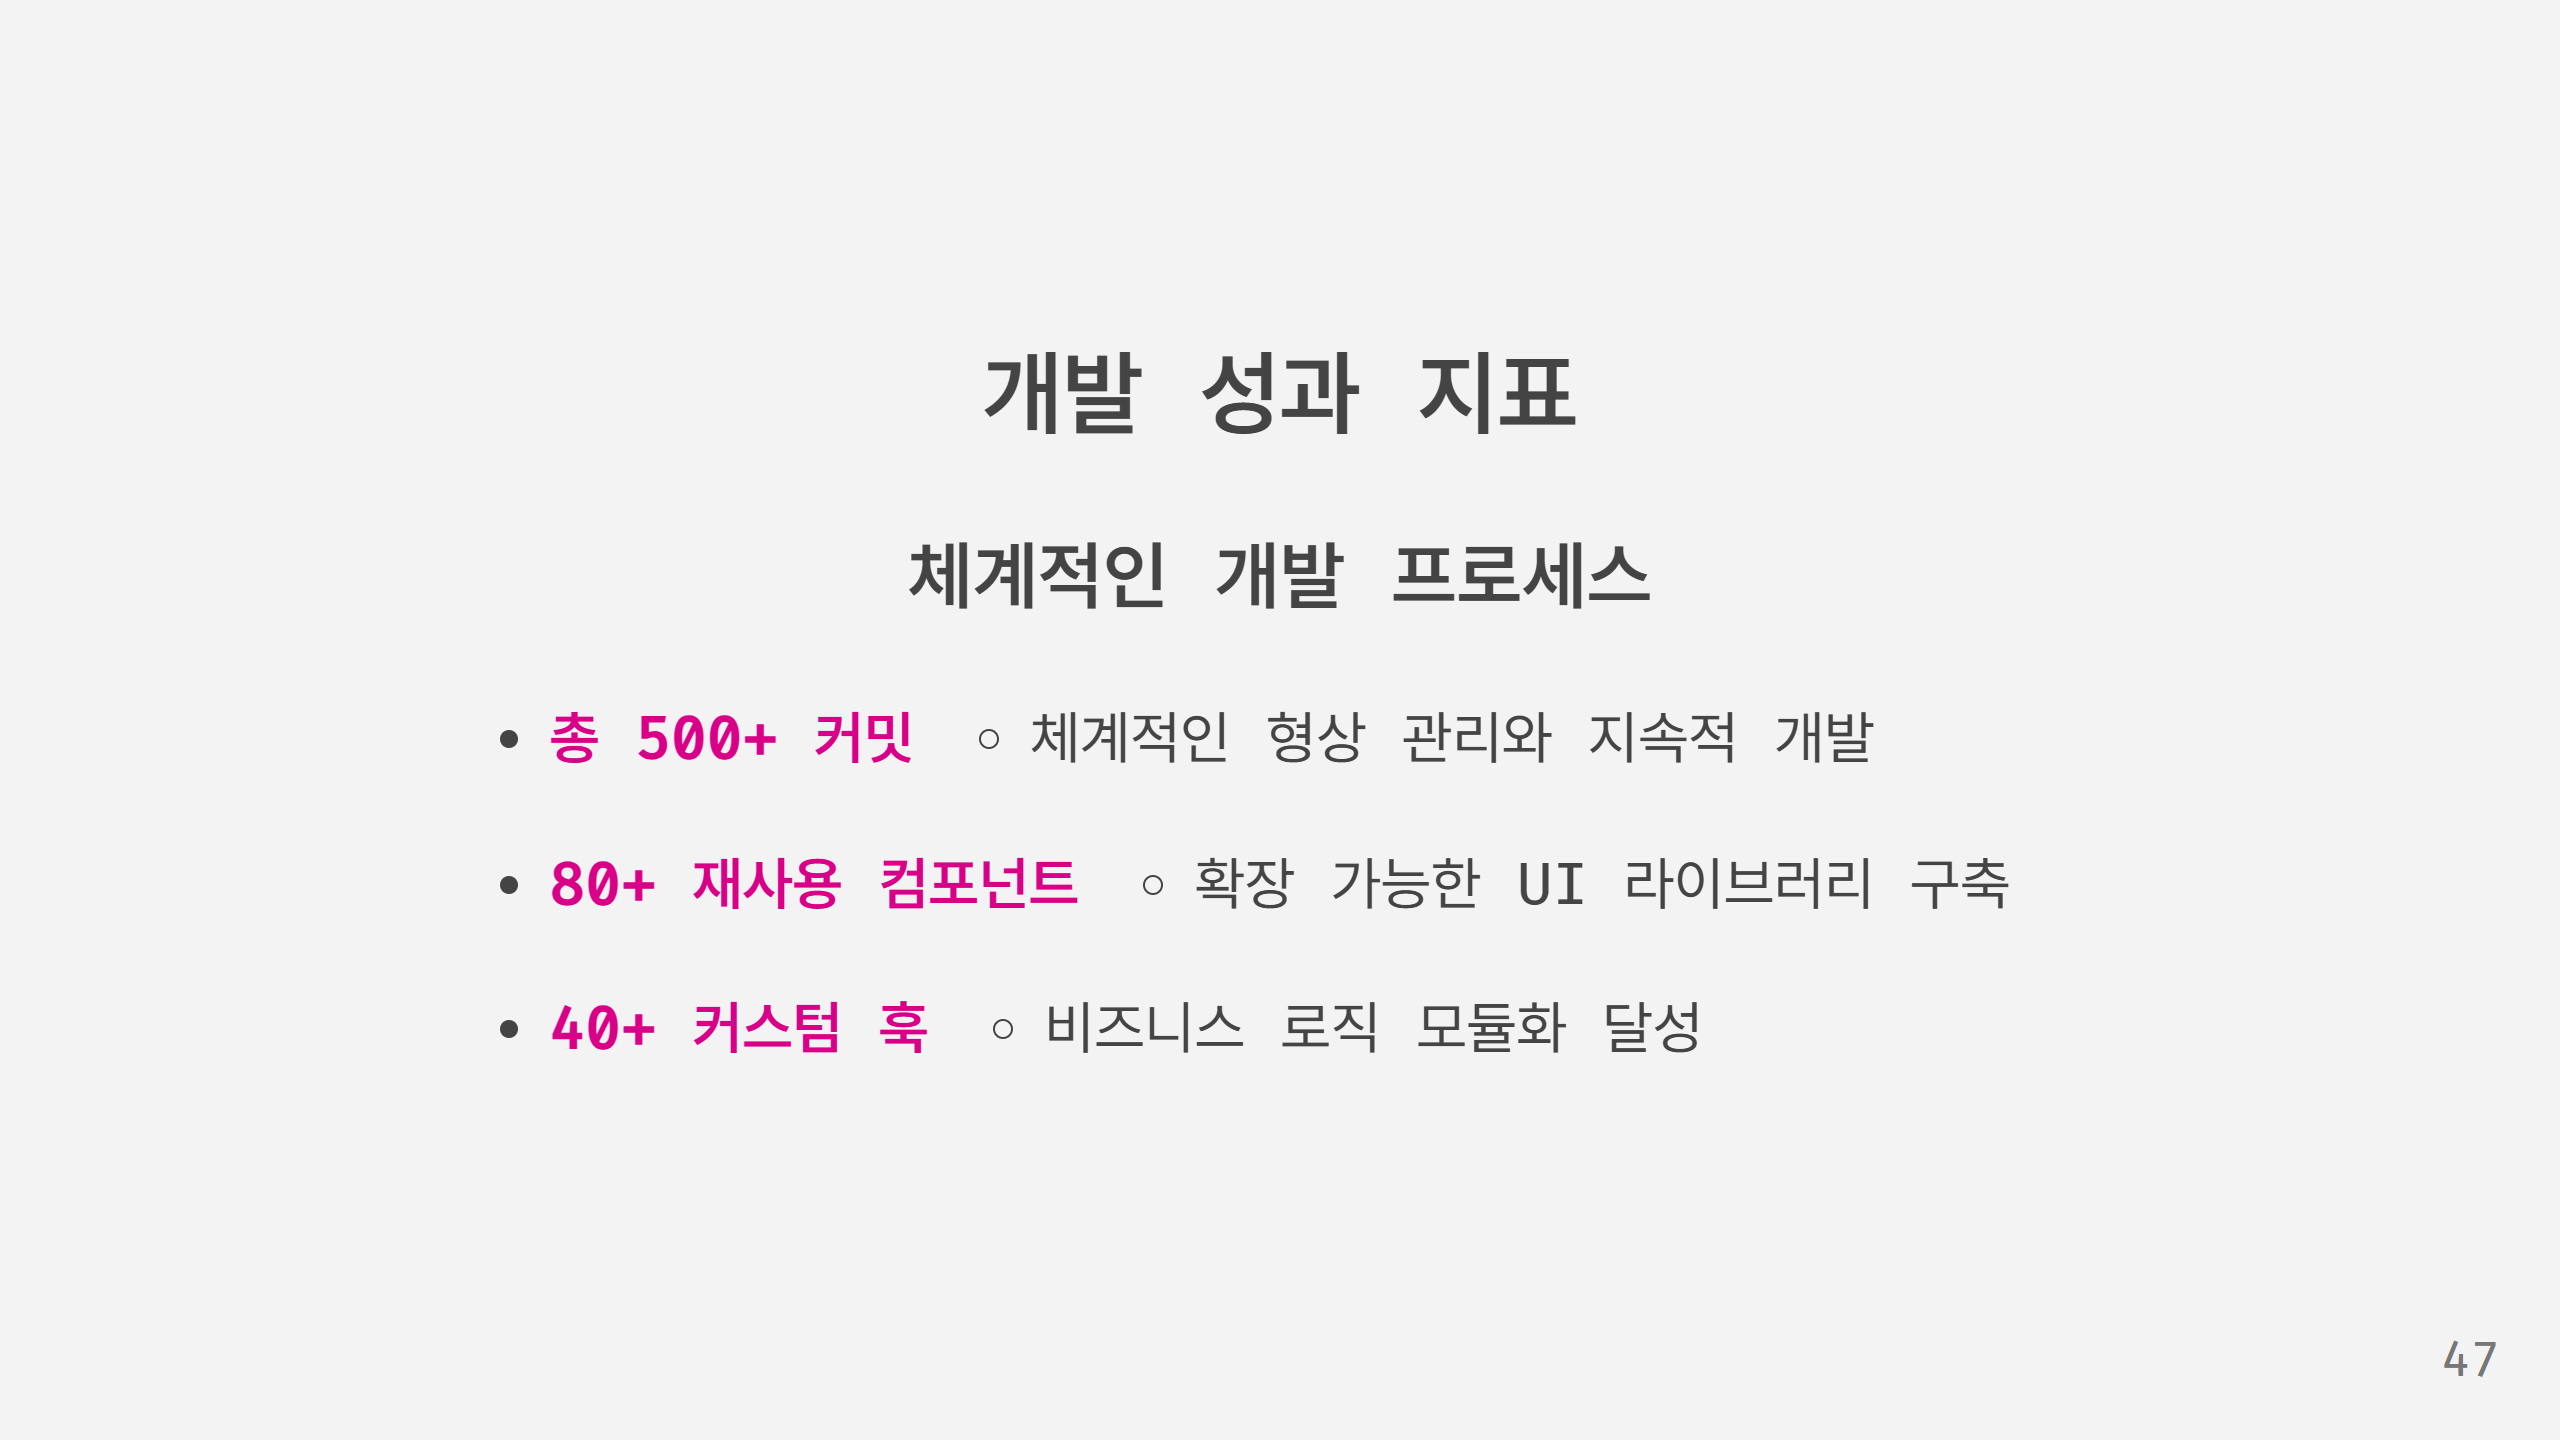 개발 성과 지표
체계적인 개발 프로세스
• 총 500+ 커밋 ◦ 체계적인 형상 관리와 지속적 개발
• 80+ 재사용 컴포넌트 ◦ 확장 가능한 UI 라이브러리 구축
• 40+ 커스텀 훅 ◦ 비즈니스 로직 모듈화 달성
47